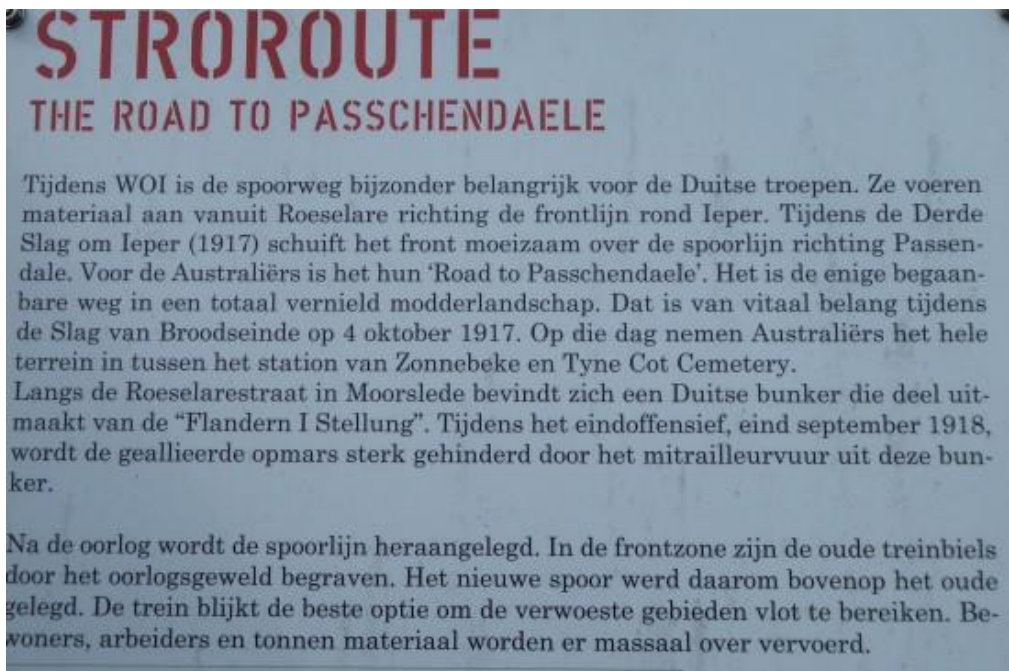 STROROUTE
THE ROAD TO PASSCHENDAELE
Tijdens WOI is de spoorweg bijzonder belangrijk voor de Duitse troepen. Ze voeren
materiaal aan vanuit Roeselare richting de frontlijn rond Ieper. Tijdens de Derde
Slag om Ieper (1917) schuift het front moeizaam over de spoorlijn richting Passen-
dale. Voor de Australiërs is het hun ‘Road to Passchendaele’. Het is de enige begaan-
bare weg in een totaal vernield modderlandschap. Dat is van vitaal belang tijdens
de Slag van Broodseinde op 4 oktober 1917. Op die dag nemen Australiërs het hele
terrein in tussen het station van Zonnebeke en Tyne Cot Cemetery.
Langs de Roeselarestraat in Moorslede bevindt zich een Duitse bunker die deel uit-
maakt van de “Flandern I Stellung”. Tijdens het eindoffensief, eind september 1918,
wordt de geallieerde opmars sterk gehinderd door het mitrailleurvuur uit deze bun-
ker.
Na de oorlog wordt de spoorlijn heraangelegd. In de frontzone zijn de oude treinbiels
door het oorlogsgeweld begraven. Het nieuwe spoor werd daarom bovenop het oude
gelegd. De trein blijkt de beste optie om de verwoeste gebieden vlot te bereiken. Be-
woners, arbeiders en tonnen materiaal worden er massaal over vervoerd.